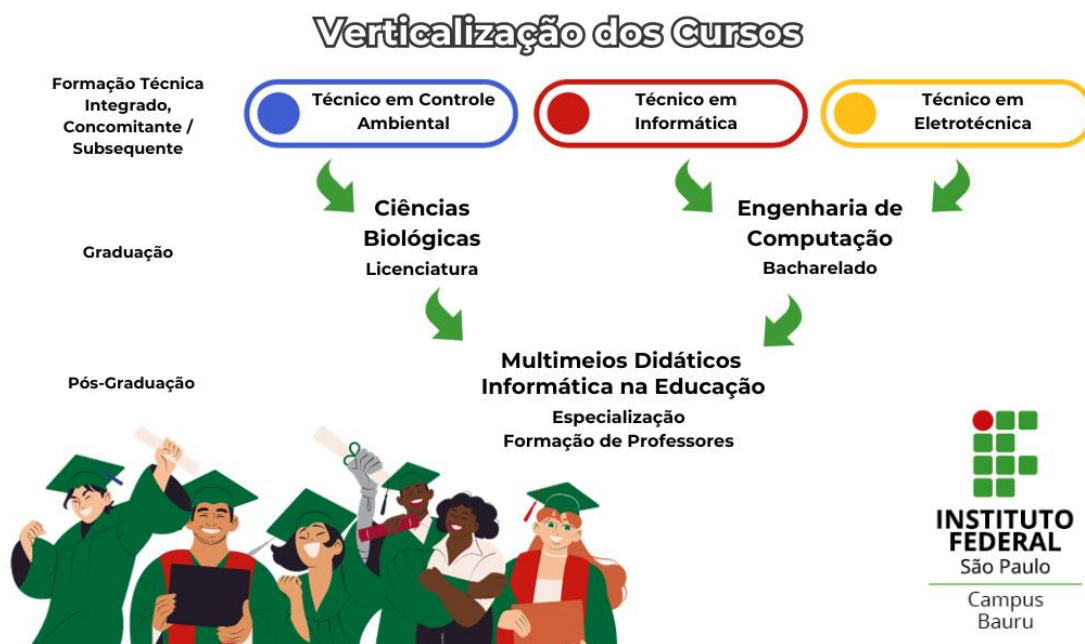 Verticalização dos Cursos
Formação Técnica
Integrado,
Concomitante /
Subsequente
Técnico em Controle
Ambiental
Técnico em
Informática
Técnico em
Eletrotécnica
Graduação
Ciências
Biológicas
Licenciatura
Engenharia de
Computação
Bacharelado
Pós-Graduação
Multimeios Didáticos
Informática na Educação
Especialização
Formação de Professores
INSTITUTO
FEDERAL
São Paulo
Campus
Bauru